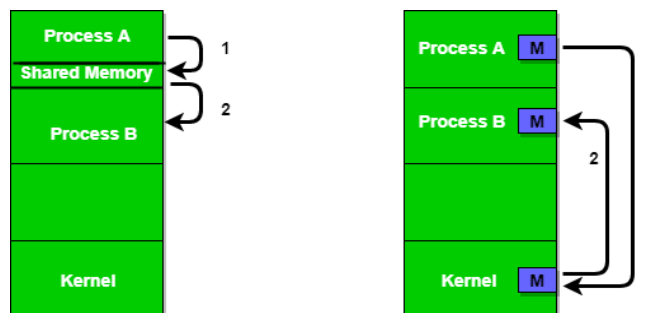 Process A
1
Shared Memory
2
Process B
Kernel
Process A M
Process B M
2
Kernel M